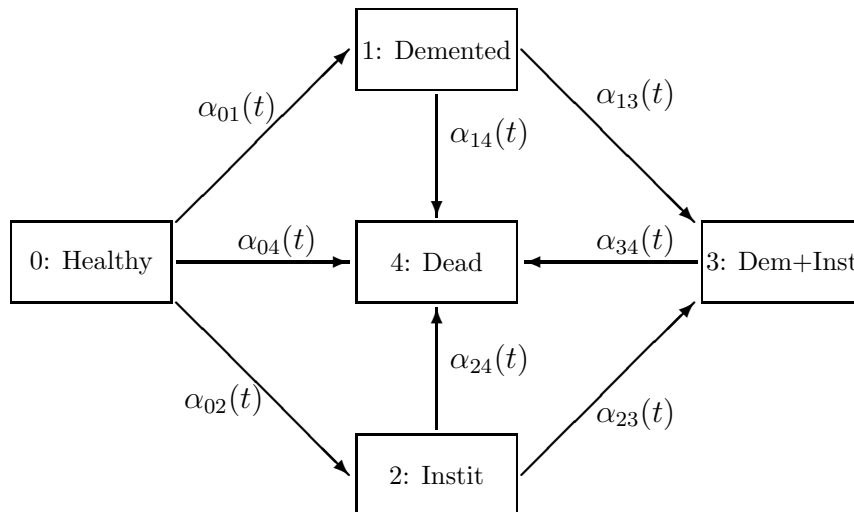 1: Demented
α₀₁(t)
α₁₃(t)
α₁₄(t)
0: Healthy
α₀₄(t)
4: Dead
α₃₄(t)
3: Dem+Inst
α₀₂(t)
α₂₄(t)
α₂₃(t)
2: Instit